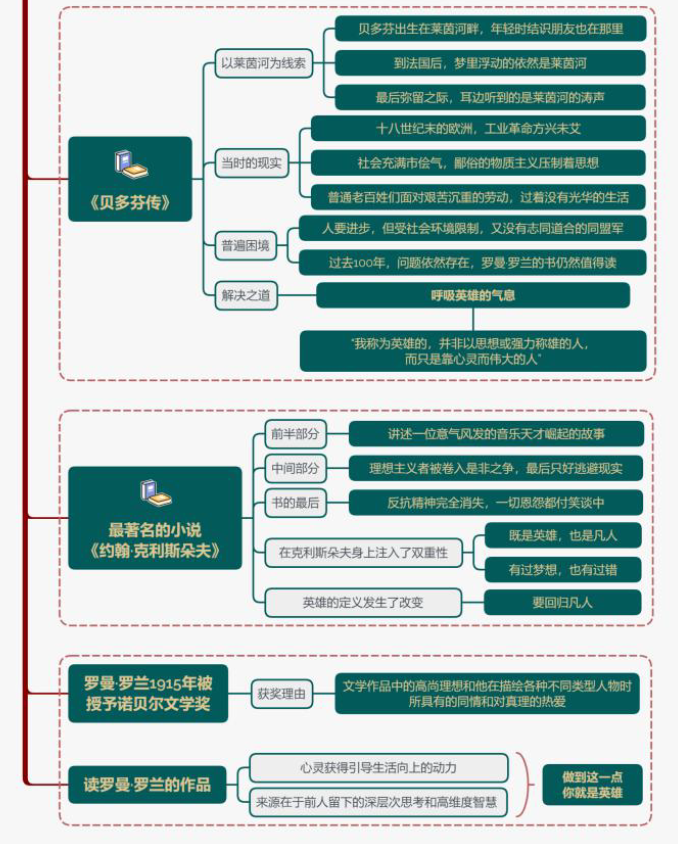 《贝多芬传》
以莱茵河为线索
贝多芬出生在莱茵河畔，年轻时结识朋友也在那里
到法国后，梦里浮动的依然是莱茵河
最后弥留之际，耳边听到的是莱茵河的涛声
当时的现实
十八世纪末的欧洲，工业革命方兴未艾
社会充满市侩气，鄙俗的物质主义压制着思想
普通老百姓们面对艰苦沉重的劳动，过着没有光华的生活
普遍困境
人要进步，但受社会环境限制，又没有志同道合的同盟军
过去100年，问题依然存在，罗曼·罗兰的书仍然值得读
解决之道
呼吸英雄的气息
“我称为英雄的，并非以思想或强力称雄的人，
而只是靠心灵而伟大的人”
最著名的小说
《约翰·克利斯朵夫》
前半部分
讲述一位意气风发的音乐天才崛起的故事
中间部分
理想主义者被卷入是非之争，最后只好逃避现实
书的最后
反抗精神完全消失，一切恩怨都付笑谈中
在克利斯朵夫身上注入了双重性
既是英雄，也是凡人
有过梦想，也有过错
英雄的定义发生了改变
要回归凡人
罗曼·罗兰1915年被
授予诺贝尔文学奖
获奖理由
文学作品中的高尚理想和他在描绘各种不同类型人物时
所具有的同情和对真理的热爱
读罗曼·罗兰的作品
心灵获得引导生活向上的动力
来源在于前人留下的深层次思考和高维度智慧
做到这一点
你就是英雄